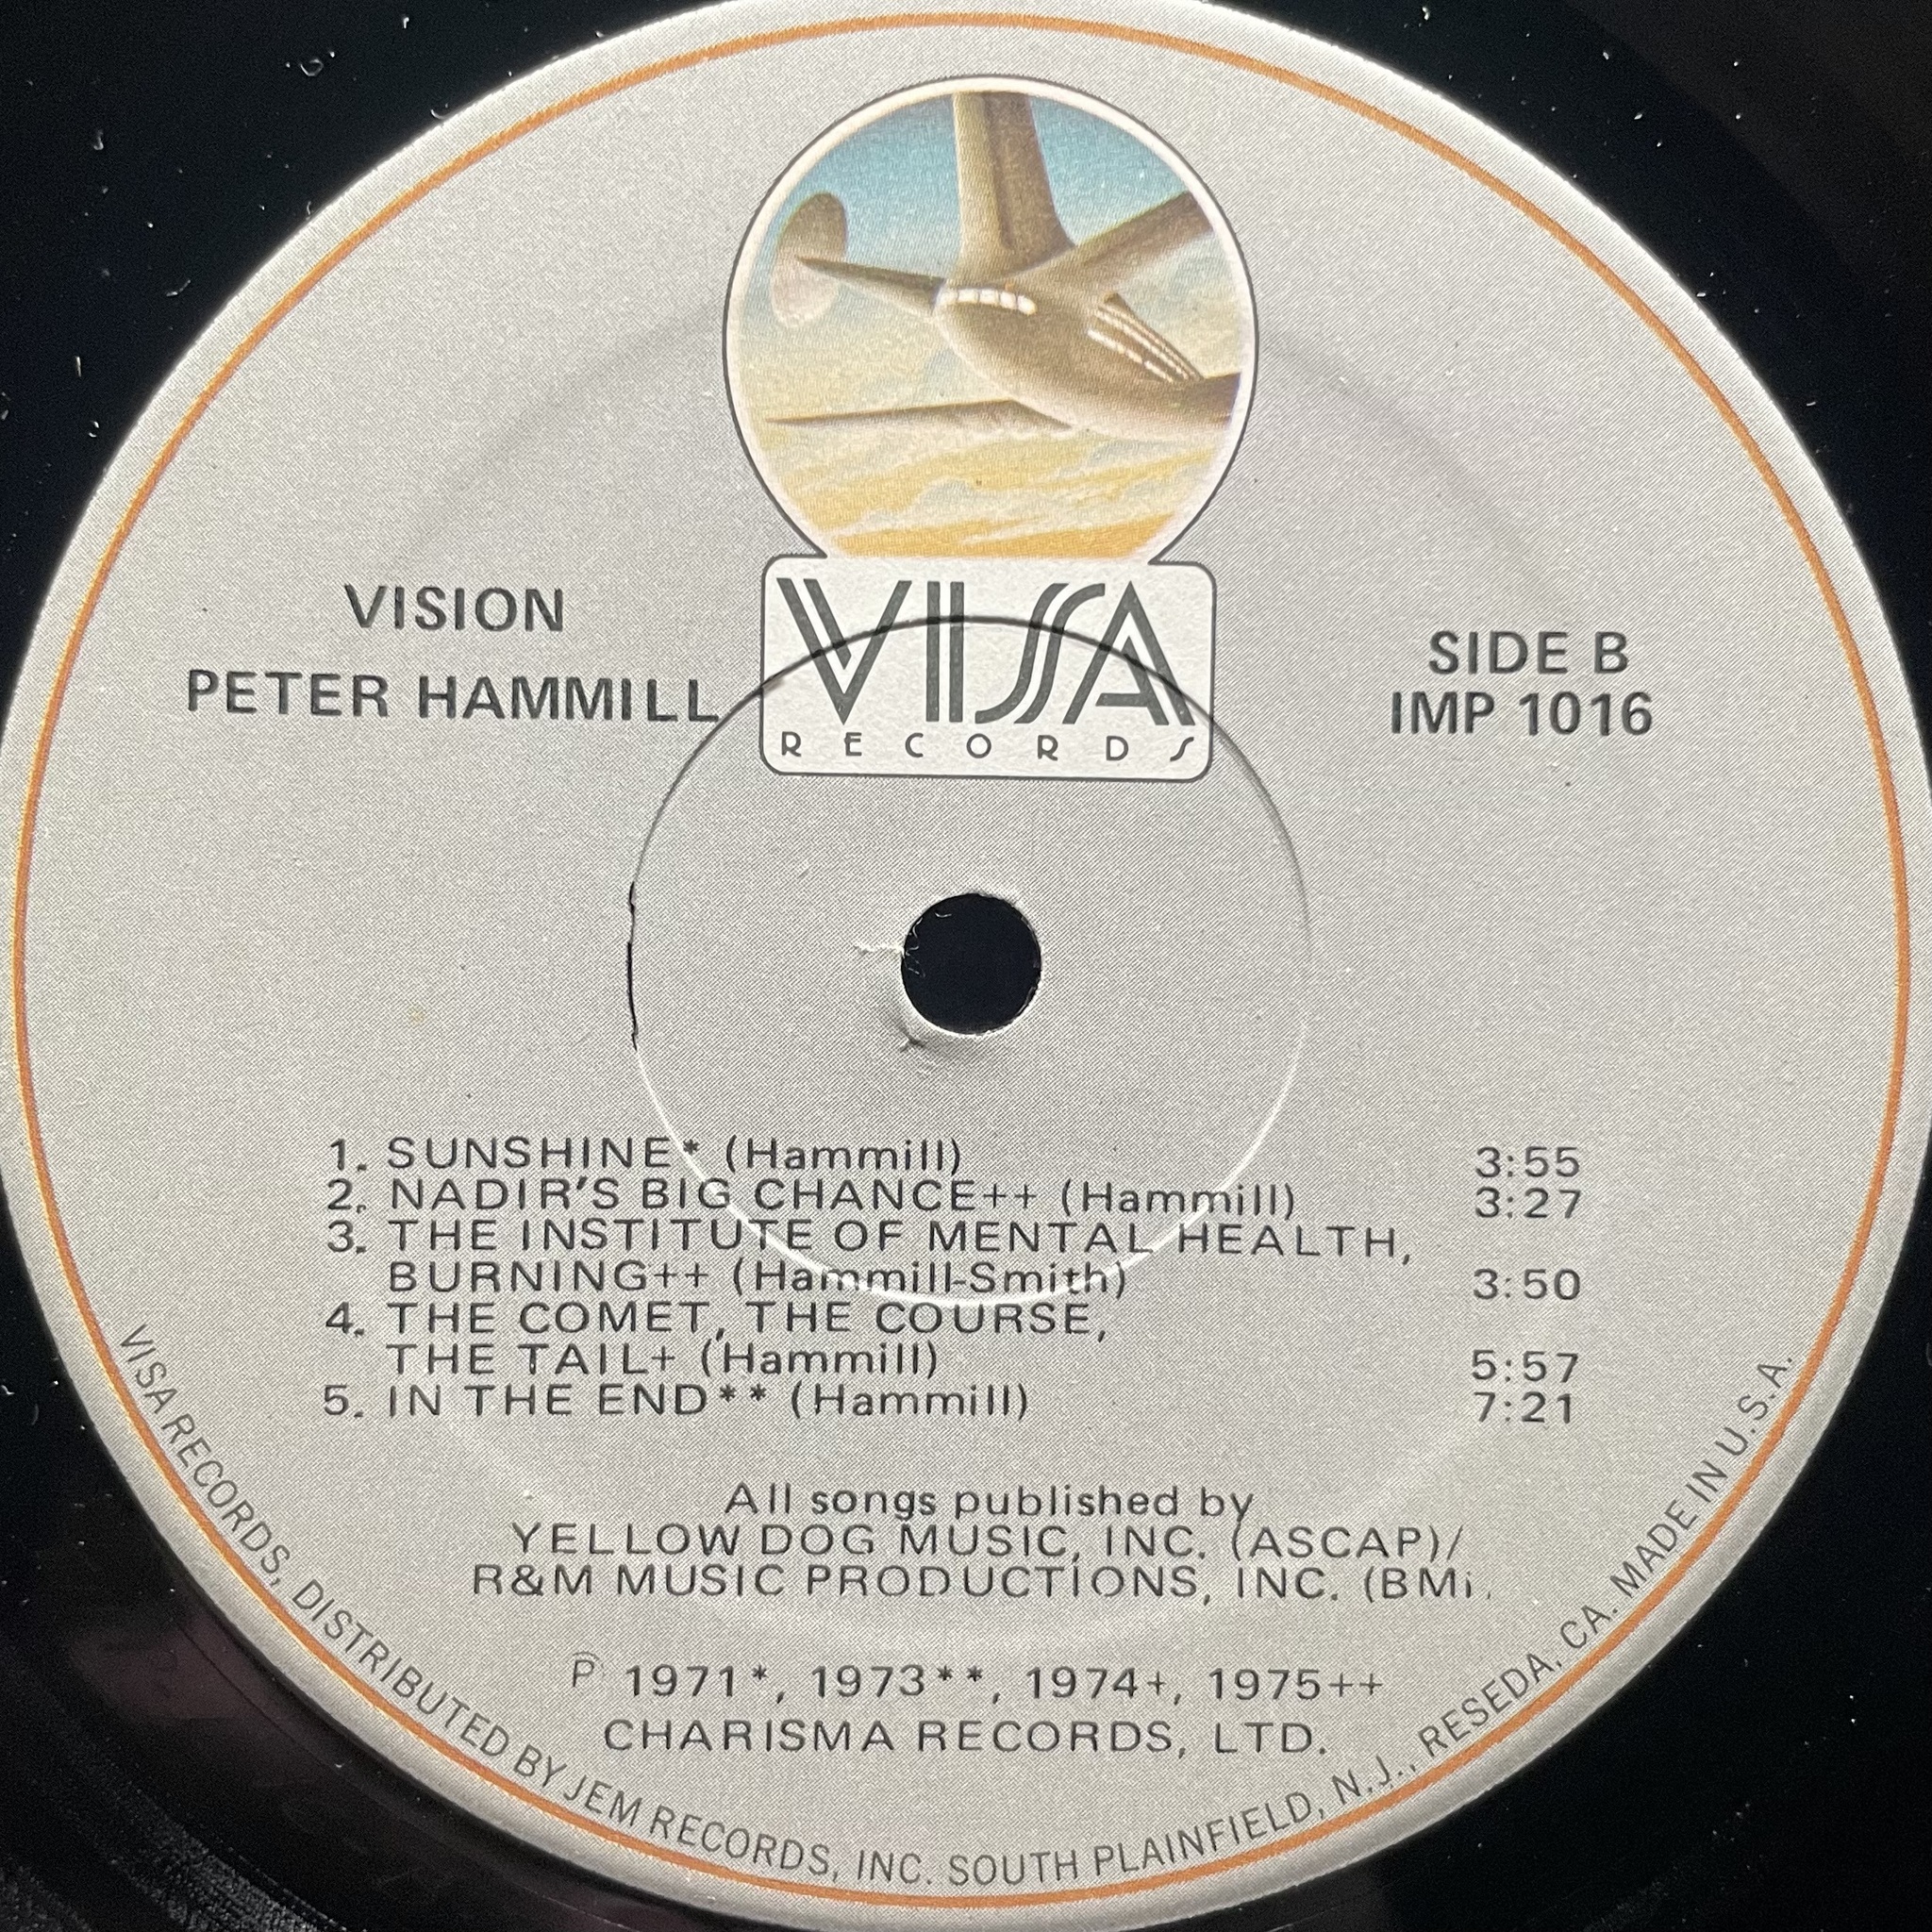 VISSA
RECORDS
VISION
PETER HAMMILL
SIDE B
IMP 1016
1. SUNSHINE* (Hammill) 3:55
2. NADIR'S BIG CHANCE++ (Hammill) 3:27
3. THE INSTITUTE OF MENTAL HEALTH,
BURNING++ (Hammill-Smith) 3:50
4. THE COMET, THE COURSE,
THE TAIL+ (Hammill) 5:57
5. IN THE END** (Hammill) 7:21
All songs published by
YELLOW DOG MUSIC, INC. (ASCAP)/
R&M MUSIC PRODUCTIONS, INC. (BMI.
℗ 1971*, 1973**, 1974+, 1975++
CHARISMA RECORDS, LTD.
VISA RECORDS, DISTRIBUTED BY JEM RECORDS, INC. SOUTH PLAINFIELD, N.J., RESEDA, CA. MADE IN U.S.A.